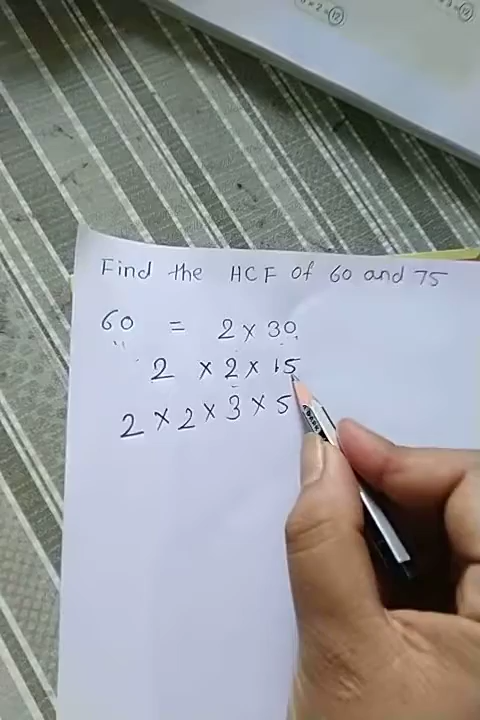 Find the HCF of 60 and 75
60 = 2 × 30
2 × 2 × 15
2 × 2 × 3 × 5